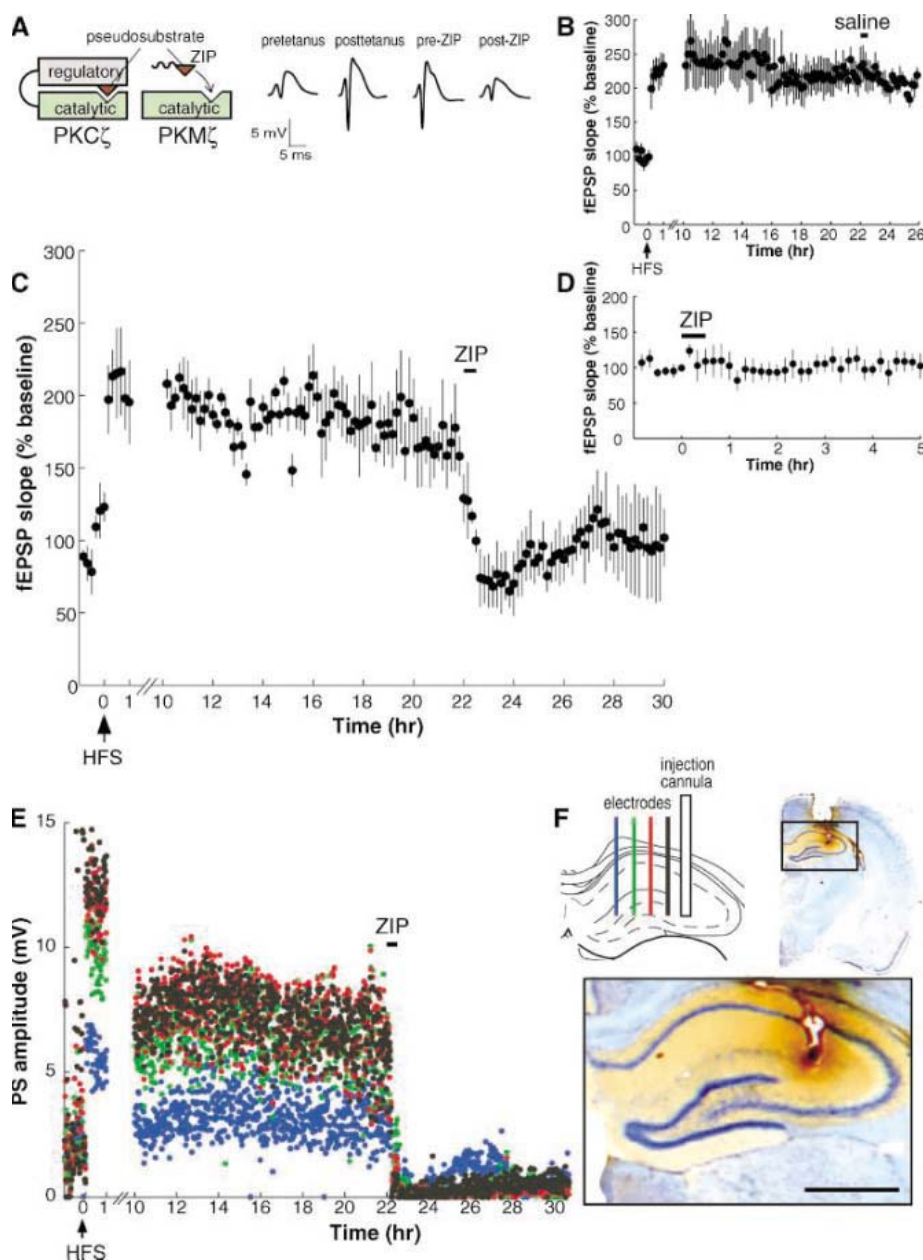 A
pseudosubstrate
regulatory
ZIP
catalytic
catalytic
PKCζ
PKMζ
pretetanus posttetanus pre-ZIP post-ZIP
5 mV
5 ms
B
saline
fEPSP slope (% baseline)
300
250
200
150
100
50
0
0 1 10 12 14 16 18 20 22 24 26
Time (hr)
HFS
C
ZIP
fEPSP slope (% baseline)
300
250
200
150
100
50
0
0 1 10 12 14 16 18 20 22 24 26 28 30
Time (hr)
HFS
D
ZIP
fEPSP slope (% baseline)
200
150
100
50
0
0 1 2 3 4 5
Time (hr)
E
ZIP
PS amplitude (mV)
15
10
5
0
0 1 10 12 14 16 18 20 22 24 26 28 30
Time (hr)
HFS
F
injection
cannula
electrodes